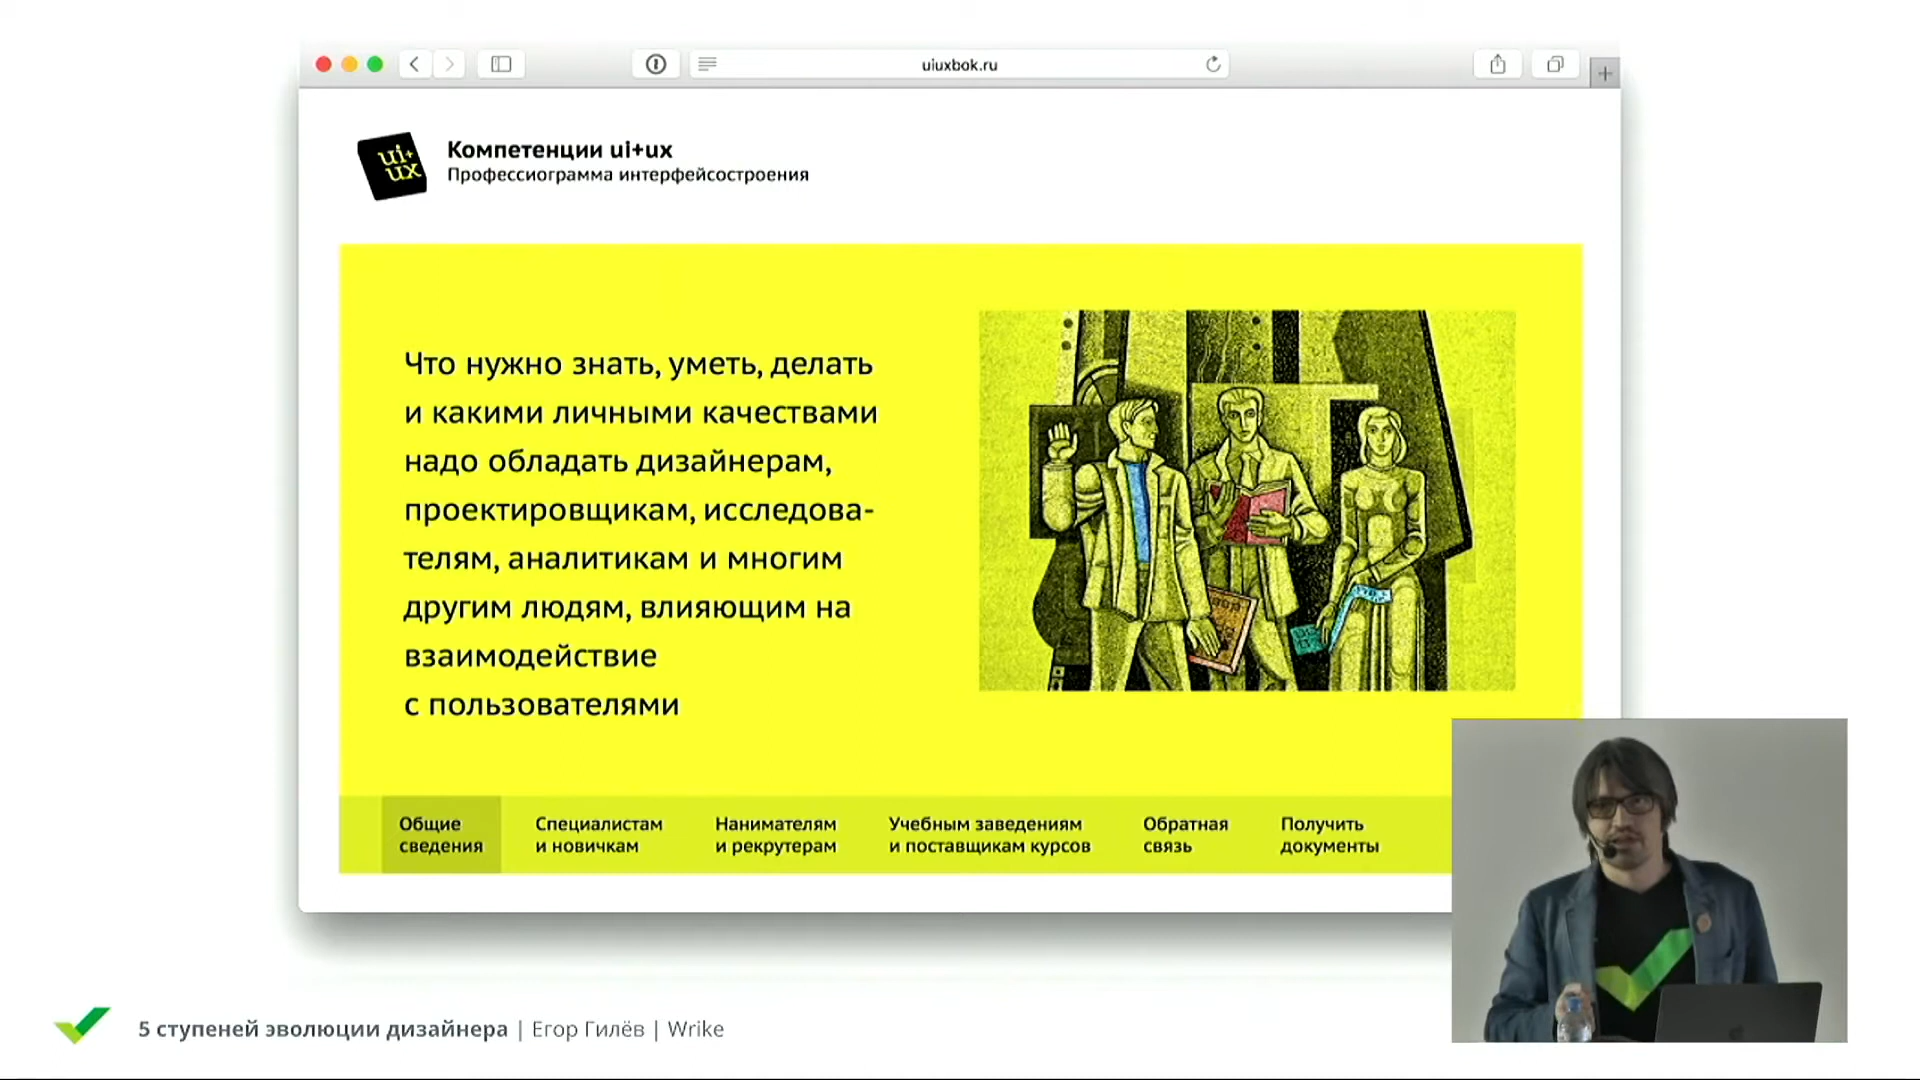 uiuxbok.ru
ui+
ux
Компетенции ui+ux
Профессиограмма интерфейсостроения
Что нужно знать, уметь, делать
и какими личными качествами
надо обладать дизайнерам,
проектировщикам, исследова-
телям, аналитикам и многим
другим людям, влияющим на
взаимодействие
с пользователями
Общие
сведения
Специалистам
и новичкам
Нанимателям
и рекрутерам
Учебным заведениям
и поставщикам курсов
Обратная
связь
Получить
документы
5 ступеней эволюции дизайнера | Егор Гилёв | Wrike